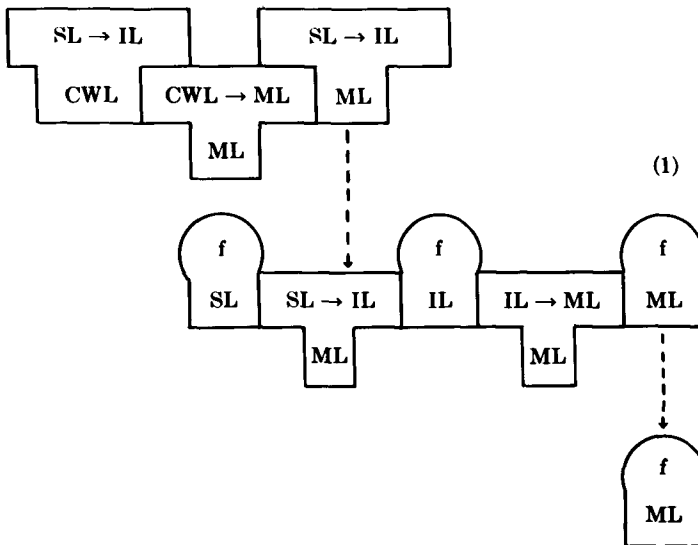 SL → IL SL → IL
CWL CWL → ML ML
ML
(1)
f f f
SL SL → IL IL IL → ML ML
ML ML
f
ML